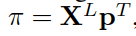 π = X^L p^T,